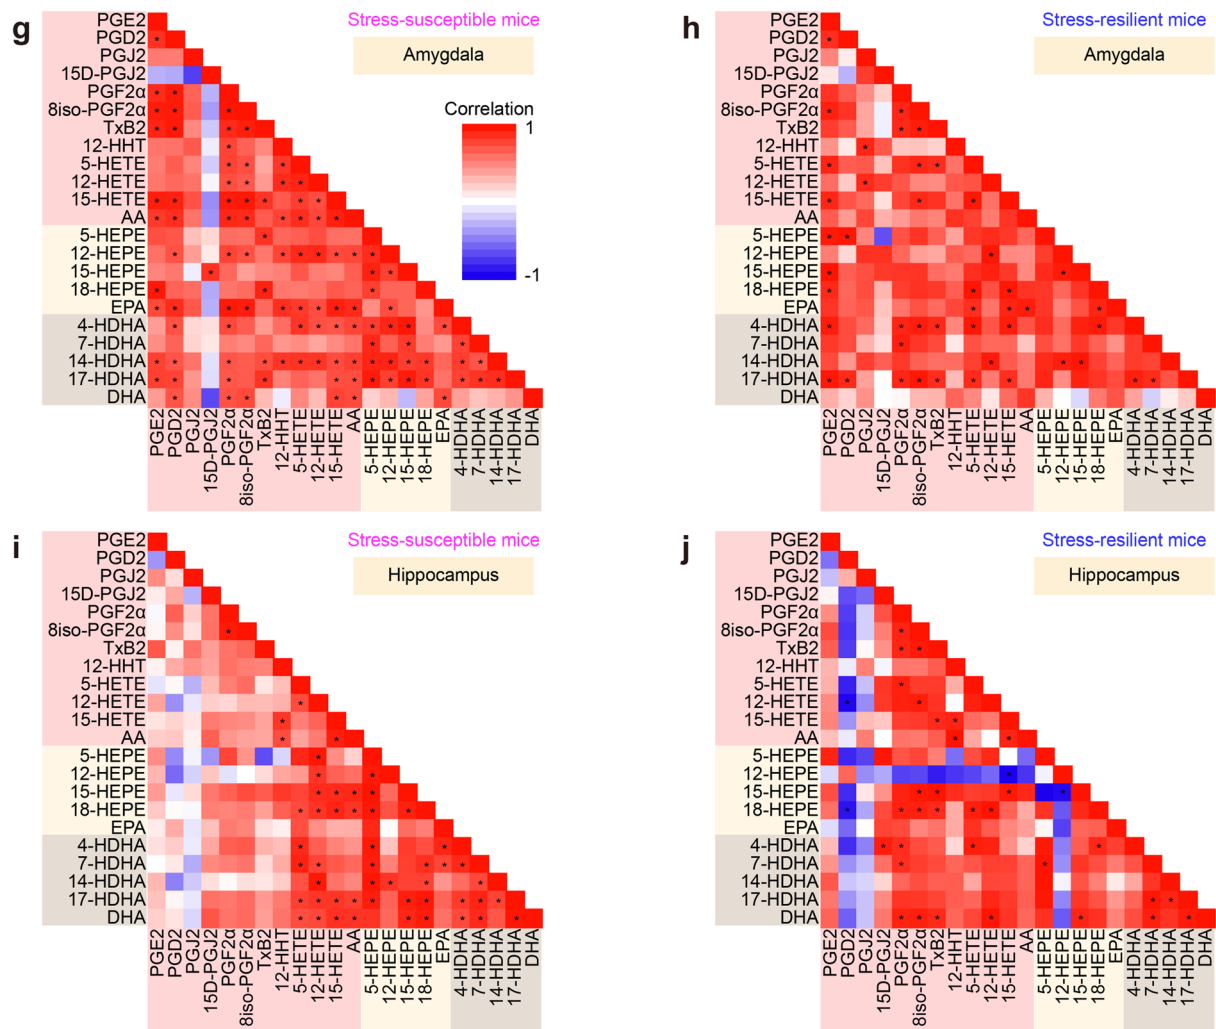 g
Stress-susceptible mice
Amygdala
Correlation
1
-1
PGE2
PGD2
PGJ2
15D-PGJ2
PGF2α
8iso-PGF2α
TxB2
12-HHT
5-HETE
12-HETE
15-HETE
AA
5-HEPE
12-HEPE
15-HEPE
18-HEPE
EPA
4-HDHA
7-HDHA
14-HDHA
17-HDHA
DHA
PGE2
PGD2
PGJ2
15D-PGJ2
PGF2α
8iso-PGF2α
TxB2
12-HHT
5-HETE
12-HETE
15-HETE
AA
5-HEPE
12-HEPE
15-HEPE
18-HEPE
EPA
4-HDHA
7-HDHA
14-HDHA
17-HDHA
DHA
h
Stress-resilient mice
Amygdala
PGE2
PGD2
PGJ2
15D-PGJ2
PGF2α
8iso-PGF2α
TxB2
12-HHT
5-HETE
12-HETE
15-HETE
AA
5-HEPE
12-HEPE
15-HEPE
18-HEPE
EPA
4-HDHA
7-HDHA
14-HDHA
17-HDHA
DHA
PGE2
PGD2
PGJ2
15D-PGJ2
PGF2α
8iso-PGF2α
TxB2
12-HHT
5-HETE
12-HETE
15-HETE
AA
5-HEPE
12-HEPE
15-HEPE
18-HEPE
EPA
4-HDHA
7-HDHA
14-HDHA
17-HDHA
DHA
i
Stress-susceptible mice
Hippocampus
PGE2
PGD2
PGJ2
15D-PGJ2
PGF2α
8iso-PGF2α
TxB2
12-HHT
5-HETE
12-HETE
15-HETE
AA
5-HEPE
12-HEPE
15-HEPE
18-HEPE
EPA
4-HDHA
7-HDHA
14-HDHA
17-HDHA
DHA
PGE2
PGD2
PGJ2
15D-PGJ2
PGF2α
8iso-PGF2α
TxB2
12-HHT
5-HETE
12-HETE
15-HETE
AA
5-HEPE
12-HEPE
15-HEPE
18-HEPE
EPA
4-HDHA
7-HDHA
14-HDHA
17-HDHA
DHA
j
Stress-resilient mice
Hippocampus
PGE2
PGD2
PGJ2
15D-PGJ2
PGF2α
8iso-PGF2α
TxB2
12-HHT
5-HETE
12-HETE
15-HETE
AA
5-HEPE
12-HEPE
15-HEPE
18-HEPE
EPA
4-HDHA
7-HDHA
14-HDHA
17-HDHA
DHA
PGE2
PGD2
PGJ2
15D-PGJ2
PGF2α
8iso-PGF2α
TxB2
12-HHT
5-HETE
12-HETE
15-HETE
AA
5-HEPE
12-HEPE
15-HEPE
18-HEPE
EPA
4-HDHA
7-HDHA
14-HDHA
17-HDHA
DHA